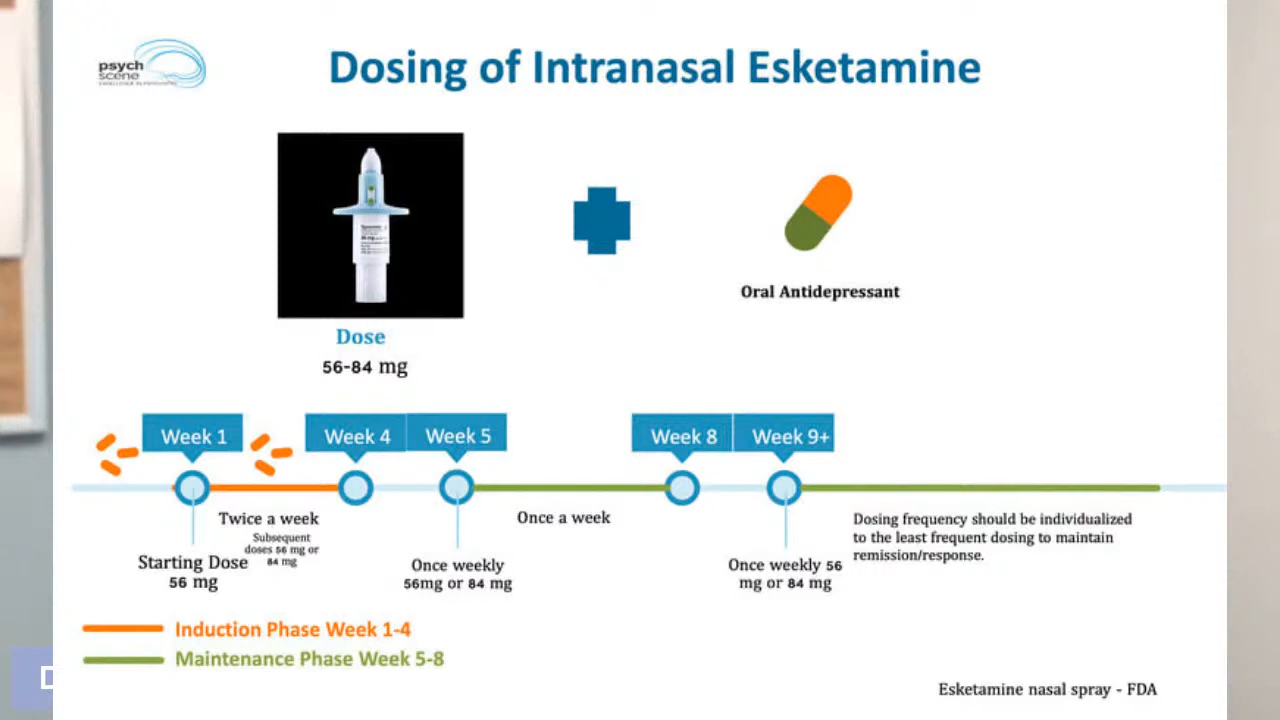 psych
scene
Dosing of Intranasal Esketamine
Oral Antidepressant
Dose
56-84 mg
Week 1
Week 4
Week 5
Week 8
Week 9+
Twice a week
Subsequent
doses 56 mg or
84 mg
Starting Dose
56 mg
Once a week
Once weekly
56mg or 84 mg
Once weekly 56
mg or 84 mg
Dosing frequency should be individualized
to the least frequent dosing to maintain
remission/response.
Induction Phase Week 1-4
Maintenance Phase Week 5-8
Esketamine nasal spray - FDA